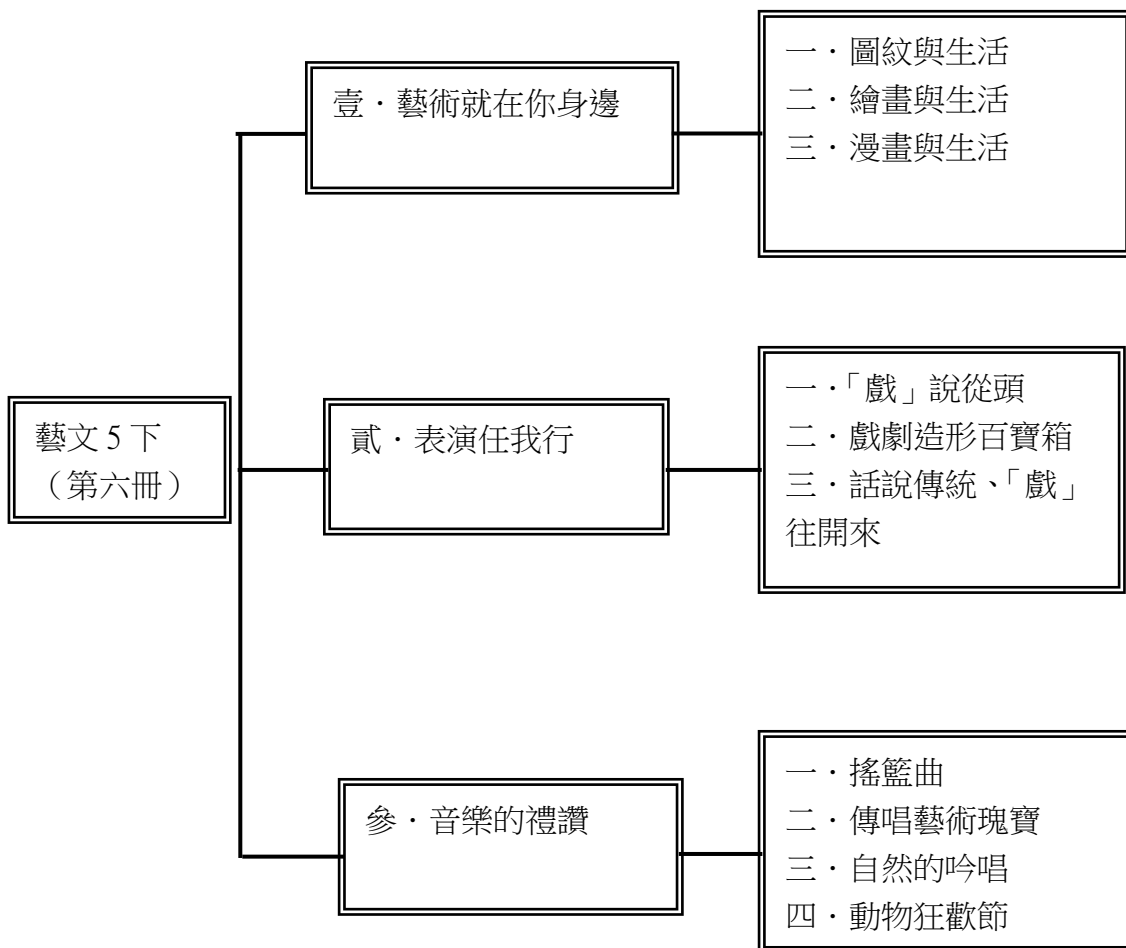 壹．藝術就在你身邊
一．圖紋與生活
二．繪畫與生活
三．漫畫與生活
藝文 5 下
（第六冊）
貳．表演任我行
一．「戲」說從頭
二．戲劇造形百寶箱
三．話說傳統、「戲」
往開來
參．音樂的禮讚
一．搖籃曲
二．傳唱藝術瑰寶
三．自然的吟唱
四．動物狂歡節